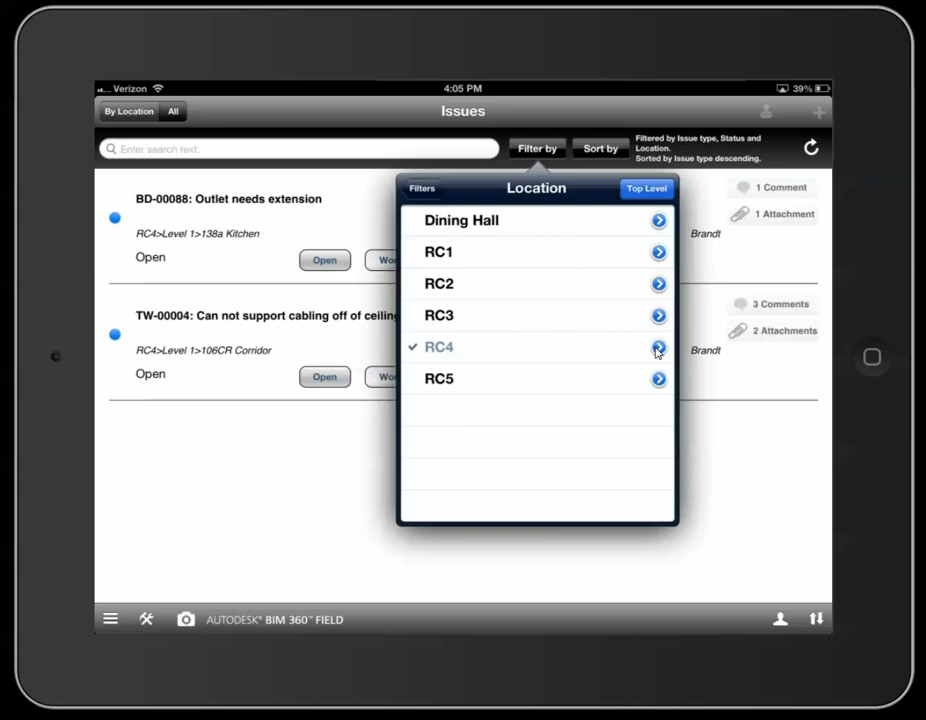 Verizon
4:05 PM
39%
By Location
All
Issues
Enter search text.
Filter by
Sort by
Filtered by Issue type, Status and
Location.
Sorted by Issue type descending.
BD-00088: Outlet needs extension
RC4>Level 1>138a Kitchen
Open
Open
Wo
1 Comment
1 Attachment
Brandt
TW-00004: Can not support cabling off of ceiling
RC4>Level 1>106CR Corridor
Open
Open
Wo
3 Comments
2 Attachments
Brandt
Filters
Location
Top Level
Dining Hall
RC1
RC2
RC3
RC4
RC5
AUTODESK® BIM 360™ FIELD